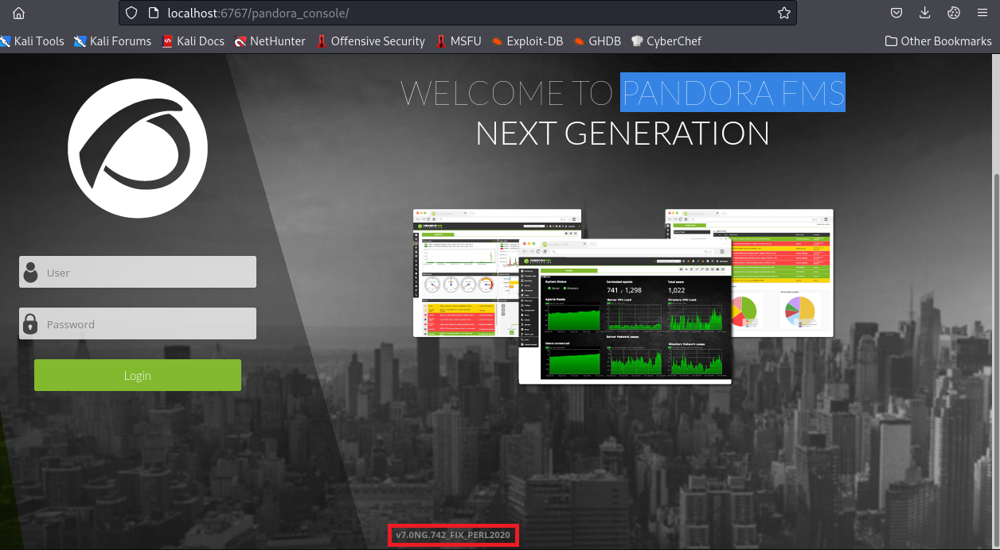 localhost:6767/pandora_console/
Kali Tools Kali Forums Kali Docs NetHunter Offensive Security MSFU Exploit-DB GHDB CyberChef Other Bookmarks
WELCOME TO PANDORA FMS
NEXT GENERATION
User
Password
Login
System Status Connected agents Total users
Server Directory 741 / 1,298 1,022
Agents Ready Server CPU Load Directory CPU Load
Users connected Server Network usage Directory Network usage
v7.0NG.742_FIX_PERL2020